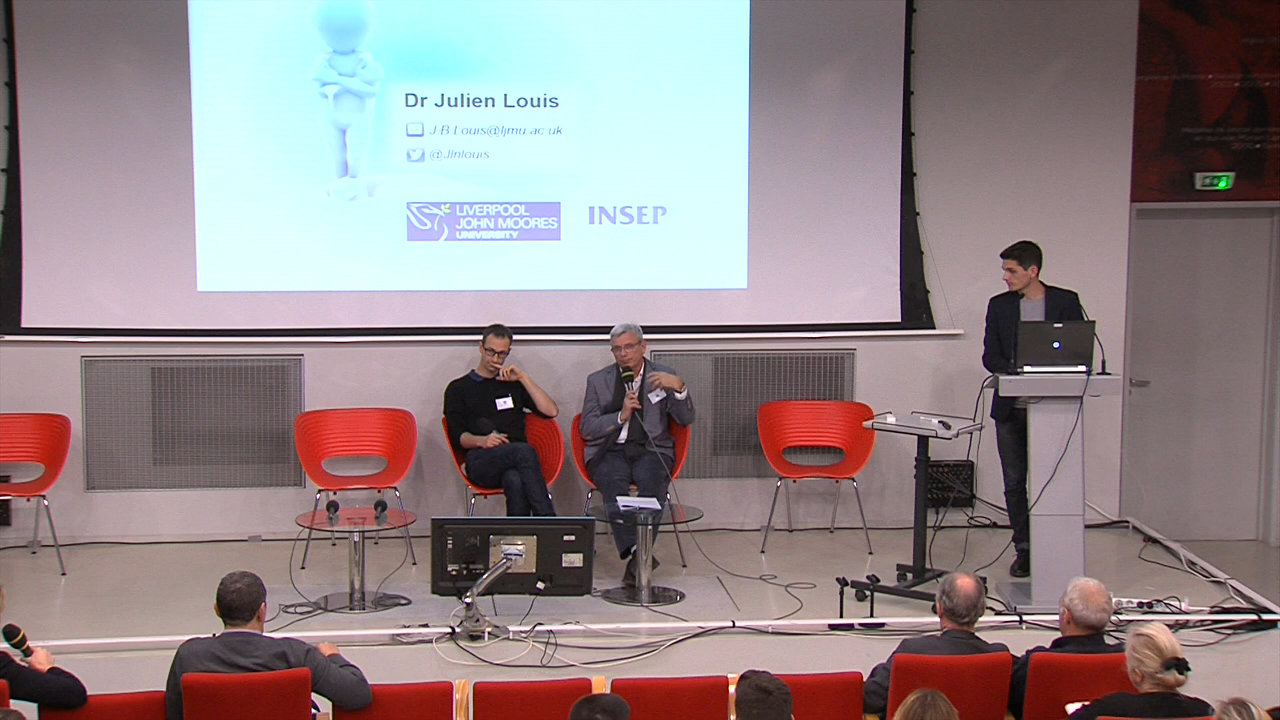 Dr Julien Louis
J B Louis@ljmu ac uk
@Jlnlouis
LIVERPOOL
JOHN MOORES
UNIVERSITY
INSEP